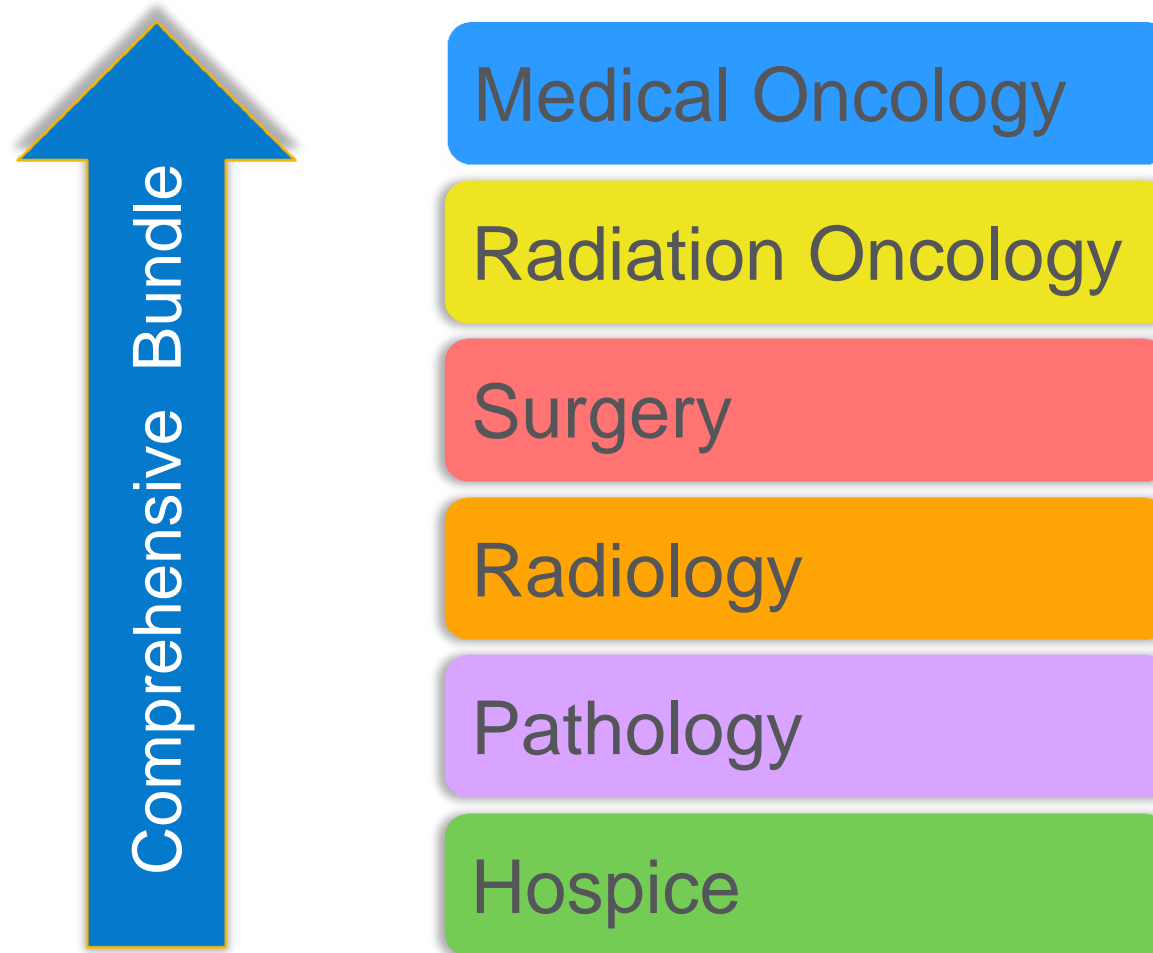 Comprehensive Bundle
Medical Oncology
Radiation Oncology
Surgery
Radiology
Pathology
Hospice